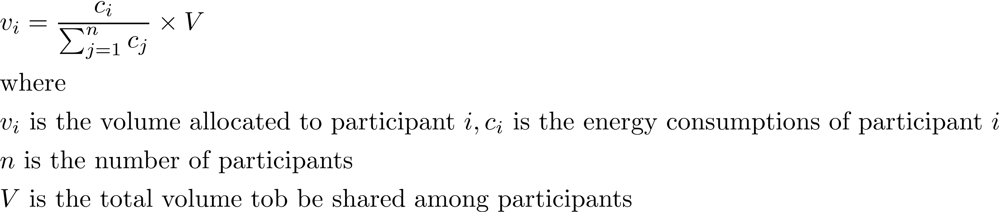 v_i = \frac{c_i}{\sum_{j=1}^{n} c_j} × V
where
v_i is the volume allocated to participant i, c_i is the energy consumptions of participant i
n is the number of participants
V is the total volume tob be shared among participants